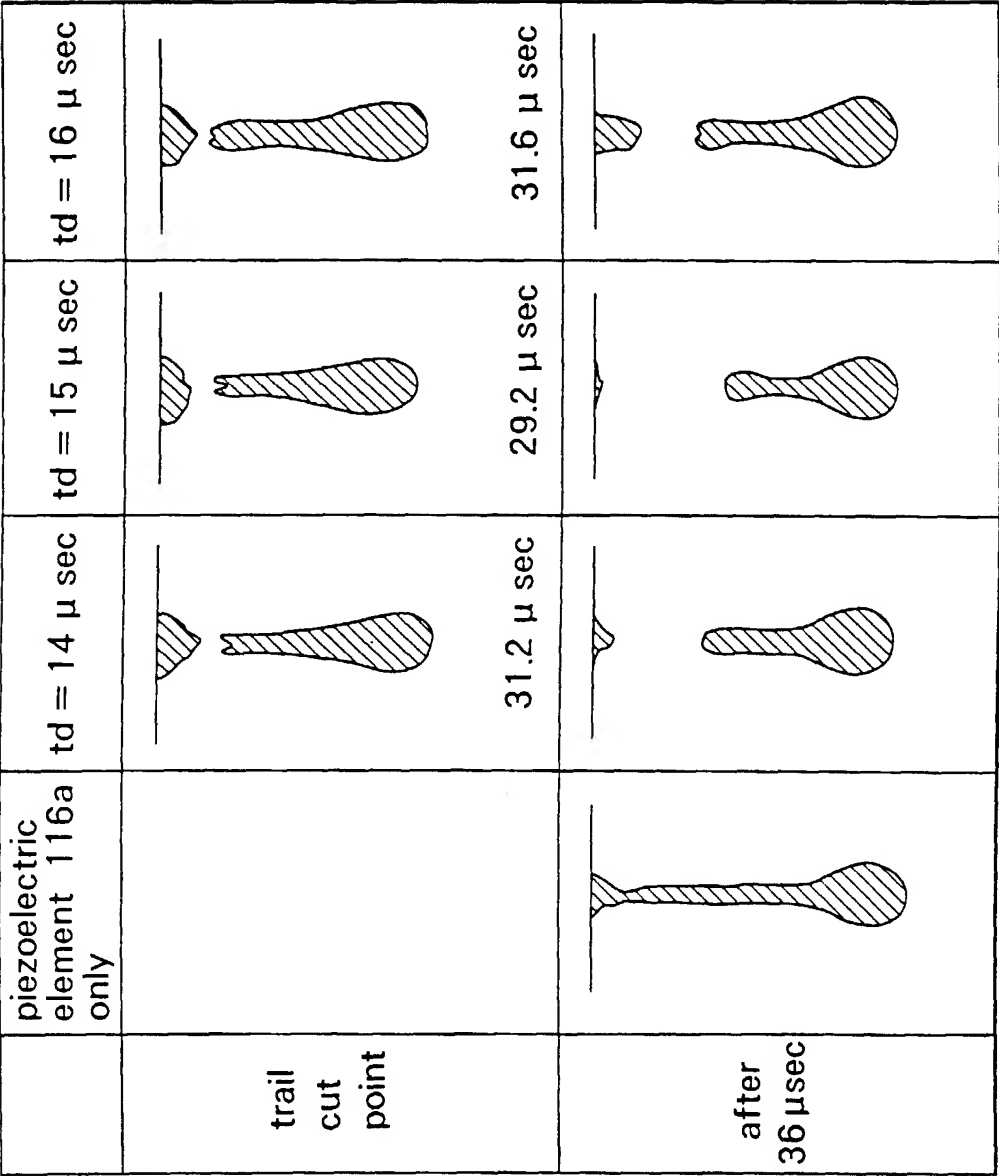 piezoelectric
element 116a
only
td = 14 μ sec
td = 15 μ sec
td = 16 μ sec
trail
cut
point
31.2 μ sec
29.2 μ sec
31.6 μ sec
after
36 μsec